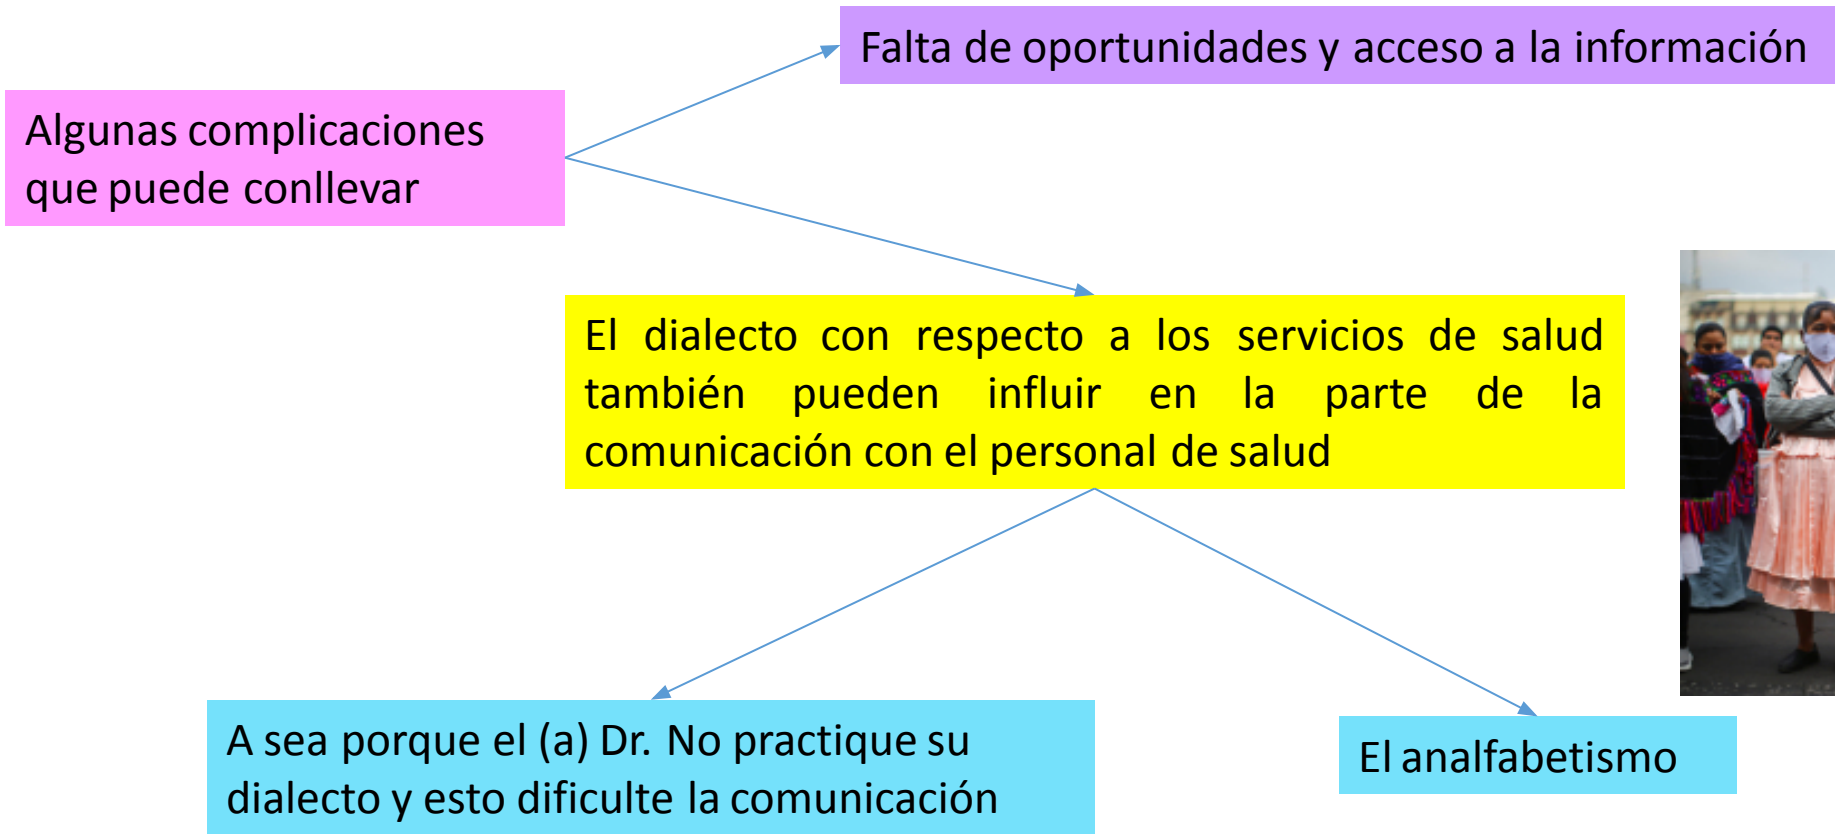 Falta de oportunidades y acceso a la información
Algunas complicaciones
que puede conllevar
El dialecto con respecto a los servicios de salud
también pueden influir en la parte de la
comunicación con el personal de salud
A sea porque el (a) Dr. No practique su
dialecto y esto dificulte la comunicación
El analfabetismo